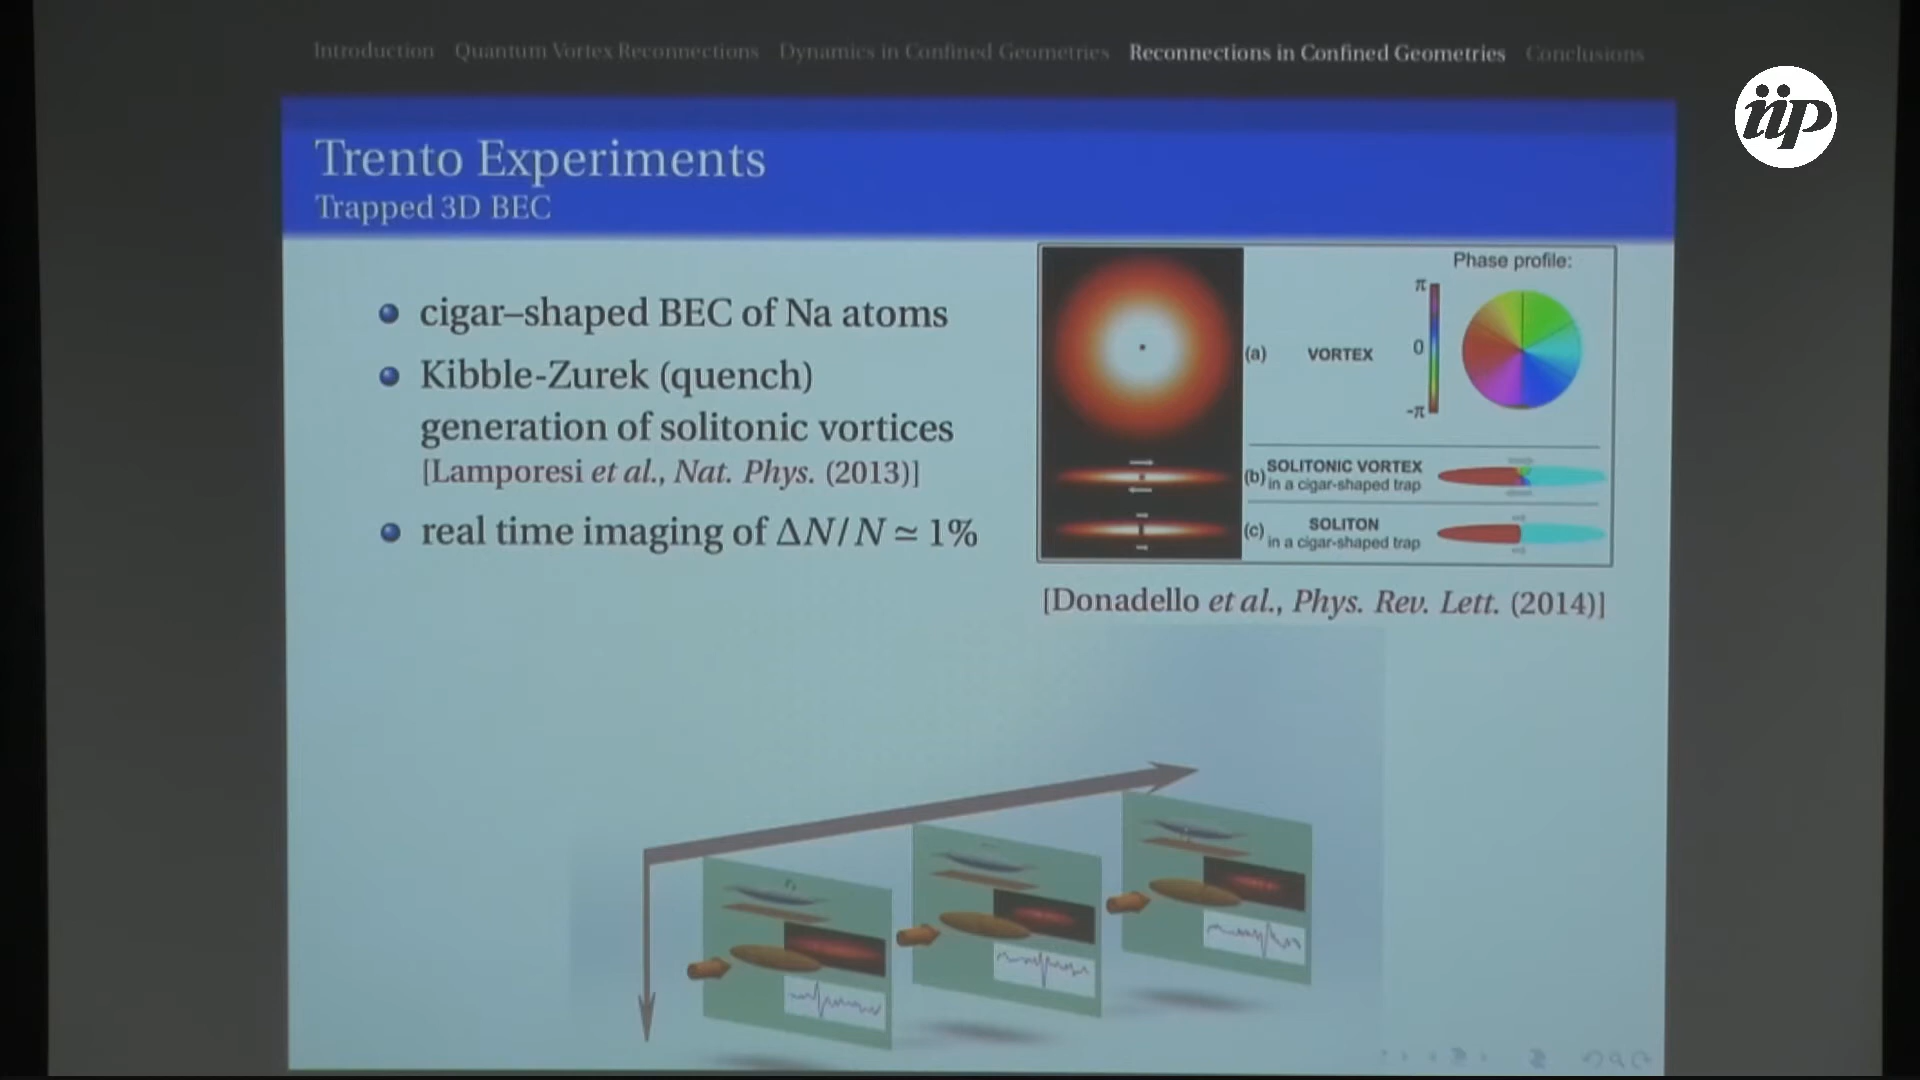 Introduction Quantum Vortex Reconnections Dynamics in Confined Geometries Reconnections in Confined Geometries Conclusions
iip
Trento Experiments
Trapped 3D BEC
cigar–shaped BEC of Na atoms
Kibble-Zurek (quench)
generation of solitonic vortices
[Lamporesi et al., Nat. Phys. (2013)]
real time imaging of ΔN/N ≃ 1%
Phase profile:
π
(a) VORTEX 0
-π
(b) SOLITONIC VORTEX
in a cigar-shaped trap
(c) SOLITON
in a cigar-shaped trap
[Donadello et al., Phys. Rev. Lett. (2014)]